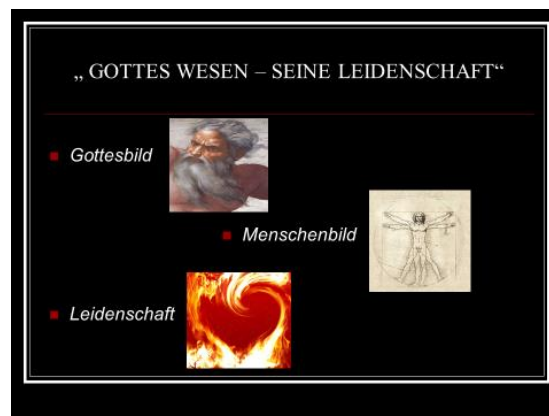 „ GOTTES WESEN – SEINE LEIDENSCHAFT“
Gottesbild
Menschenbild
Leidenschaft